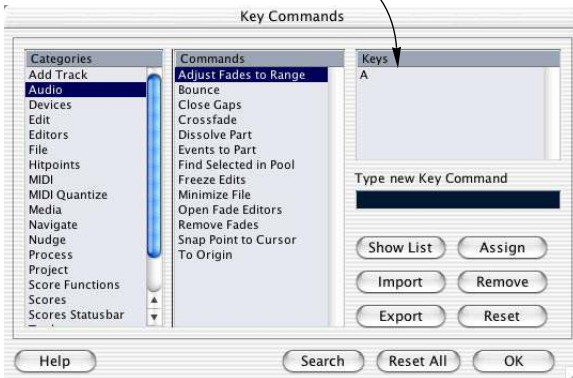 Key Commands
Categories
Add Track
Audio
Devices
Edit
Editors
File
Hitpoints
MIDI
MIDI Quantize
Media
Navigate
Nudge
Process
Project
Score Functions
Scores
Scores Statusbar
Commands
Adjust Fades to Range
Bounce
Close Gaps
Crossfade
Dissolve Part
Events to Part
Find Selected in Pool
Freeze Edits
Minimize File
Open Fade Editors
Remove Fades
Snap Point to Cursor
To Origin
Keys
A
Type new Key Command
Show List Assign
Import Remove
Export Reset
Help Search Reset All OK